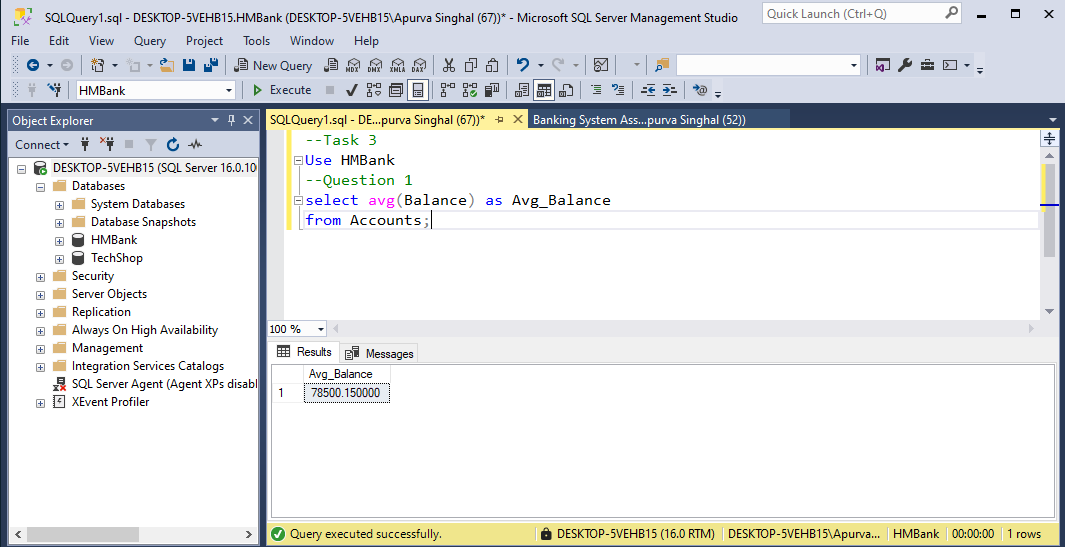 SQLQuery1.sql - DESKTOP-5VEHB15.HMBank (DESKTOP-5VEHB15\Apurva Singhal (67))* - Microsoft SQL Server Management Studio
Quick Launch (Ctrl+Q)
File Edit View Query Project Tools Window Help
New Query MDX DMX XMLA DAX
HMBank Execute
Object Explorer
SQLQuery1.sql - DE...purva Singhal (67))* Banking System Ass...purva Singhal (52))
Connect
DESKTOP-5VEHB15 (SQL Server 16.0.10
Databases
System Databases
Database Snapshots
HMBank
TechShop
Security
Server Objects
Replication
Always On High Availability
Management
Integration Services Catalogs
SQL Server Agent (Agent XPs disabl
XEvent Profiler
--Task 3
Use HMBank
--Question 1
select avg(Balance) as Avg_Balance
from Accounts;
100 %
Results Messages
Avg_Balance
1 78500.150000
Query executed successfully. DESKTOP-5VEHB15 (16.0 RTM) DESKTOP-5VEHB15\Apurva... HMBank 00:00:00 1 rows